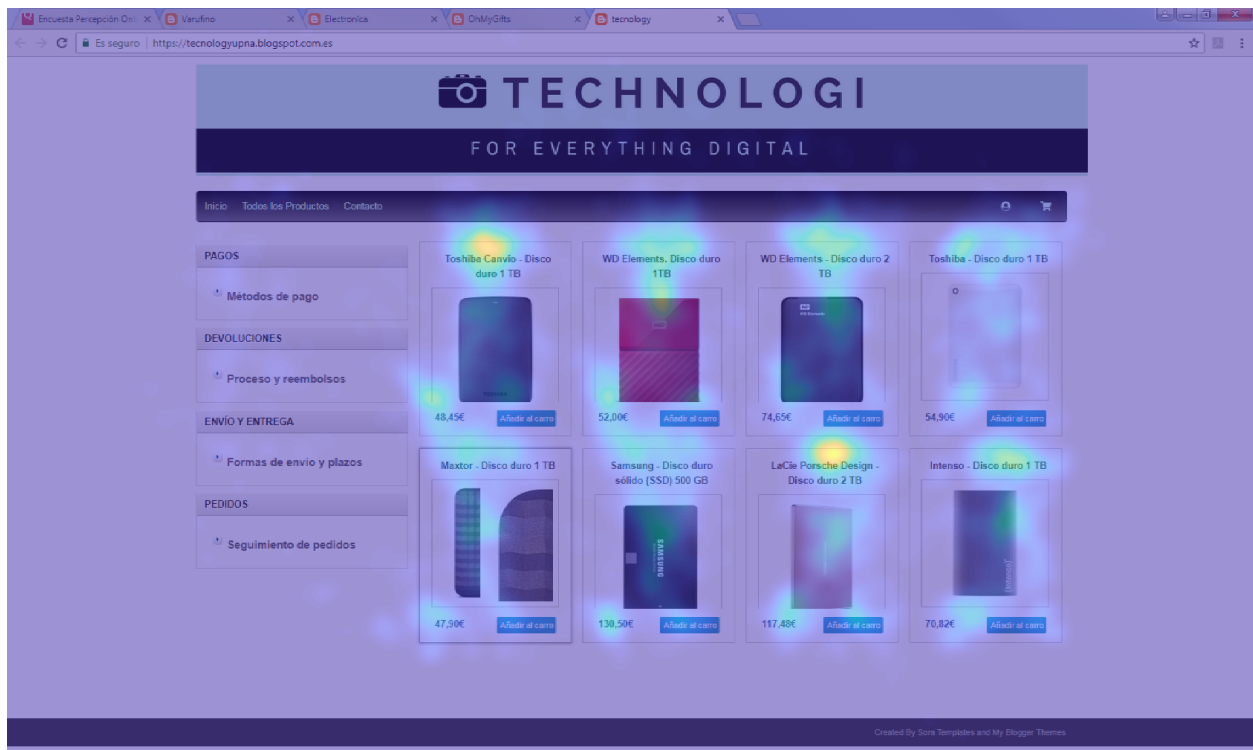 Encuesta Percepción Onli
Varufino
Electronica
OhMyGifts
tecnology
Es seguro
https://tecnologyupna.blogspot.com.es
TECHNOLOGI
FOR EVERYTHING DIGITAL
Inicio Todos los Productos Contacto
PAGOS
Métodos de pago
DEVOLUCIONES
Proceso y reembolsos
ENVÍO Y ENTREGA
Formas de envio y plazos
PEDIDOS
Seguimiento de pedidos
Toshiba Canvio - Disco
duro 1 TB
48,45€ Añadir al carro
WD Elements. Disco duro
1TB
52,00€ Añadir al carro
WD Elements - Disco duro 2
TB
74,65€ Añadir al carro
Toshiba - Disco duro 1 TB
54,90€ Añadir al carro
Maxtor - Disco duro 1 TB
47,90€ Añadir al carro
Samsung - Disco duro
sólido (SSD) 500 GB
SAMSUNG
130,50€ Añadir al carro
LaCie Porsche Design -
Disco duro 2 TB
117,48€ Añadir al carro
Intenso - Disco duro 1 TB
70,82€ Añadir al carro
Created By Sora Templates and My Blogger Themes